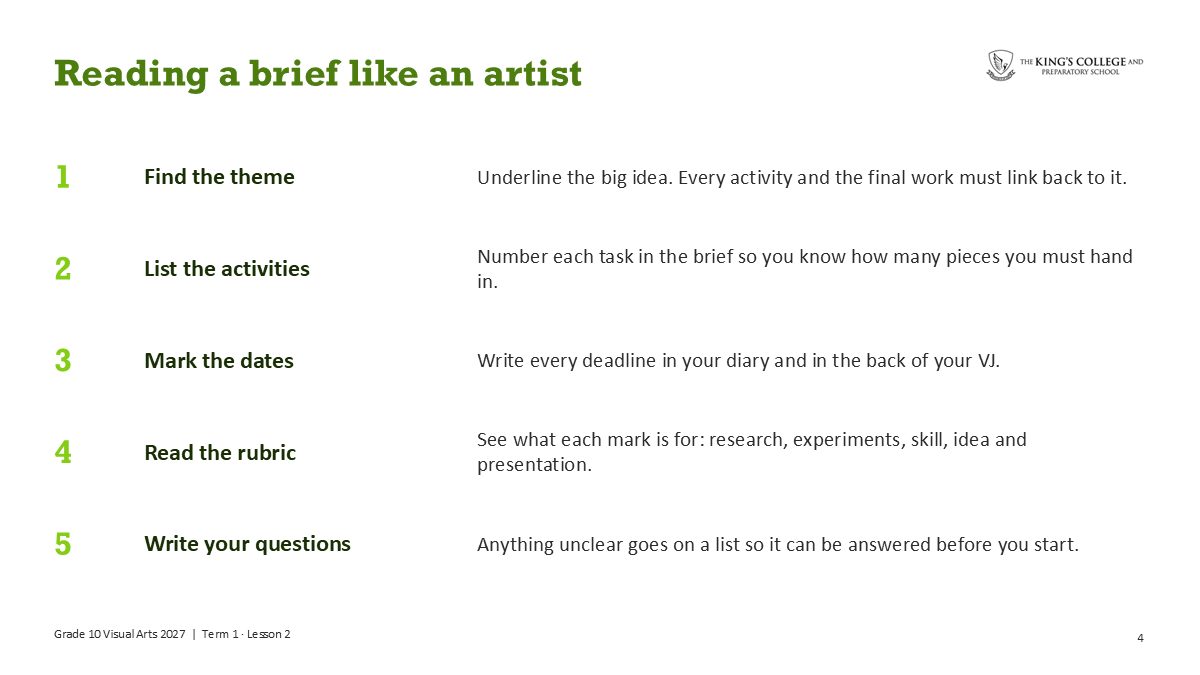 Reading a brief like an artist
THE KING'S COLLEGE AND
PREPARATORY SCHOOL
1
Find the theme
Underline the big idea. Every activity and the final work must link back to it.
2
List the activities
Number each task in the brief so you know how many pieces you must hand
in.
3
Mark the dates
Write every deadline in your diary and in the back of your VJ.
4
Read the rubric
See what each mark is for: research, experiments, skill, idea and
presentation.
5
Write your questions
Anything unclear goes on a list so it can be answered before you start.
Grade 10 Visual Arts 2027 | Term 1 · Lesson 2
4